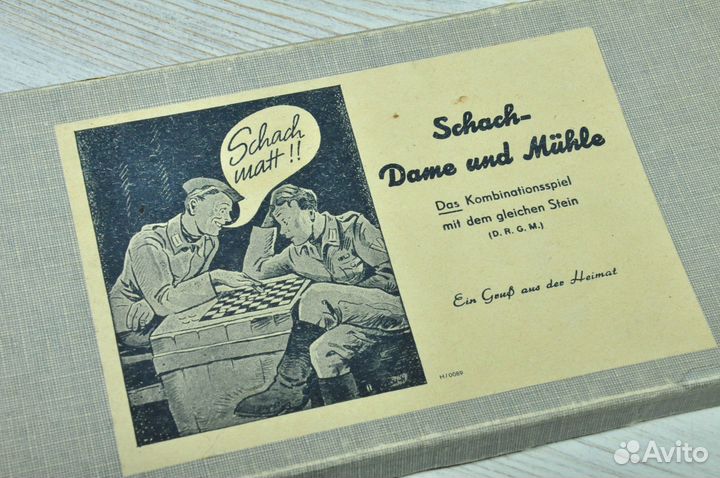 Schach
matt!!
Schach-
Dame und Mühle
Das Kombinationsspiel
mit dem gleichen Stein
(D. R. G. M.)
Ein Gruß aus der Heimat
H/0089
Avito